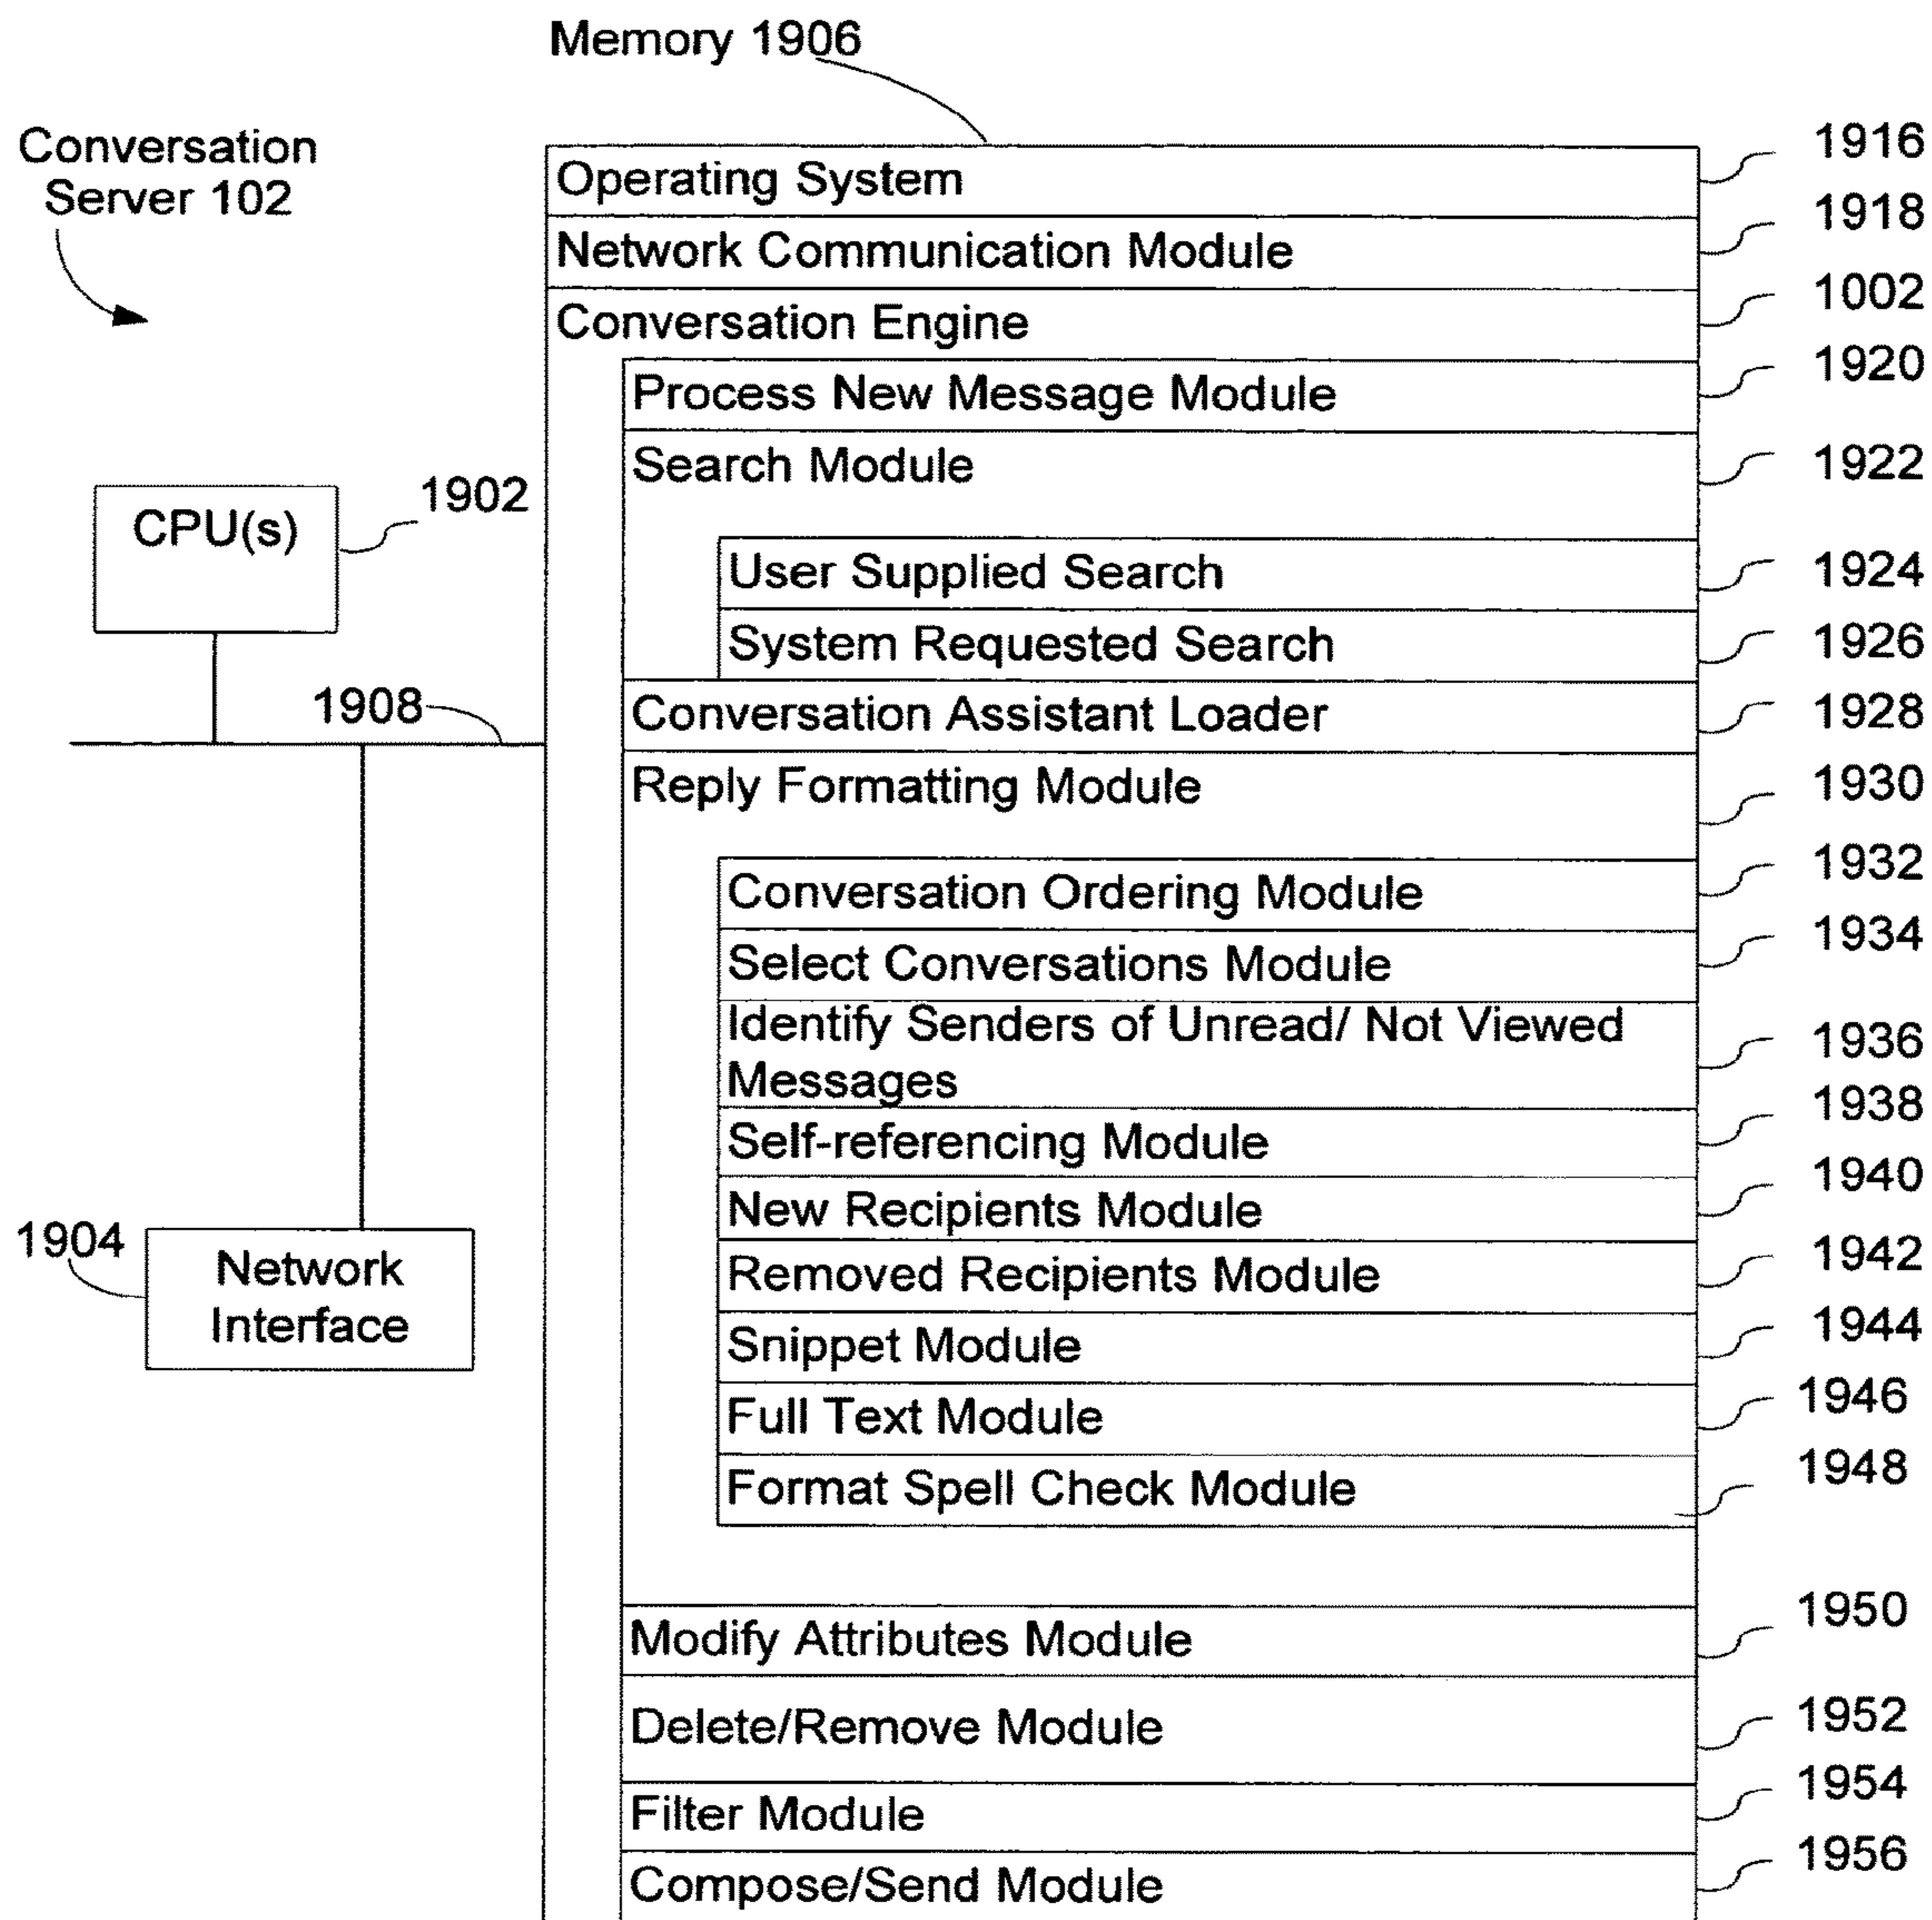 Memory 1906
Conversation
Server 102
Operating System 1916
Network Communication Module 1918
Conversation Engine 1002
Process New Message Module 1920
Search Module 1922
CPU(s) 1902
User Supplied Search 1924
System Requested Search 1926
1908
Conversation Assistant Loader 1928
Reply Formatting Module 1930
Conversation Ordering Module 1932
Select Conversations Module 1934
Identify Senders of Unread/ Not Viewed
Messages 1936
Self-referencing Module 1938
New Recipients Module 1940
1904
Network
Interface
Removed Recipients Module 1942
Snippet Module 1944
Full Text Module 1946
Format Spell Check Module 1948
Modify Attributes Module 1950
Delete/Remove Module 1952
Filter Module 1954
Compose/Send Module 1956